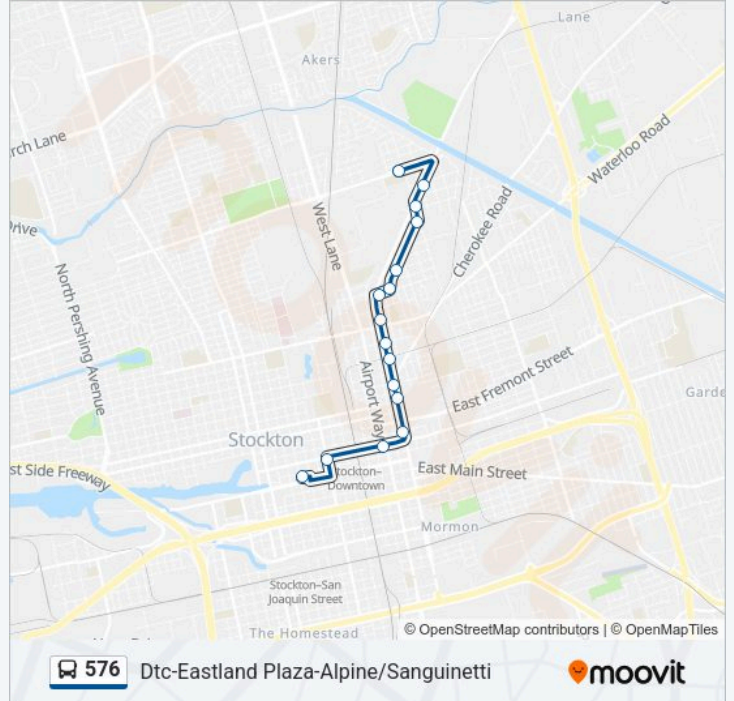 Lane
Akers
rch Lane
Waterloo Road
Drive
West Lane
Cherokee Road
North Pershing Avenue
Airport Way
East Fremont Street
Garde
Stockton
st Side Freeway
tockton–
Downtown
East Main Street
Mormon
Stockton–San
Joaquin Street
The Homestead
© OpenStreetMap contributors | © OpenMapTiles
576 Dtc-Eastland Plaza-Alpine/Sanguinetti
moovit